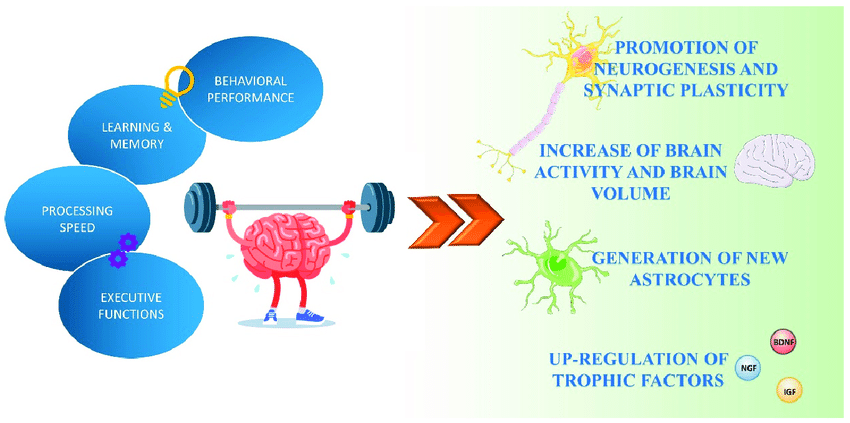 BEHAVIORAL
PERFORMANCE
LEARNING &
MEMORY
PROCESSING
SPEED
EXECUTIVE
FUNCTIONS
PROMOTION OF
NEUROGENESIS AND
SYNAPTIC PLASTICITY
INCREASE OF BRAIN
ACTIVITY AND BRAIN
VOLUME
GENERATION OF NEW
ASTROCYTES
UP-REGULATION OF
TROPHIC FACTORS
BDNF
NGF
IGF